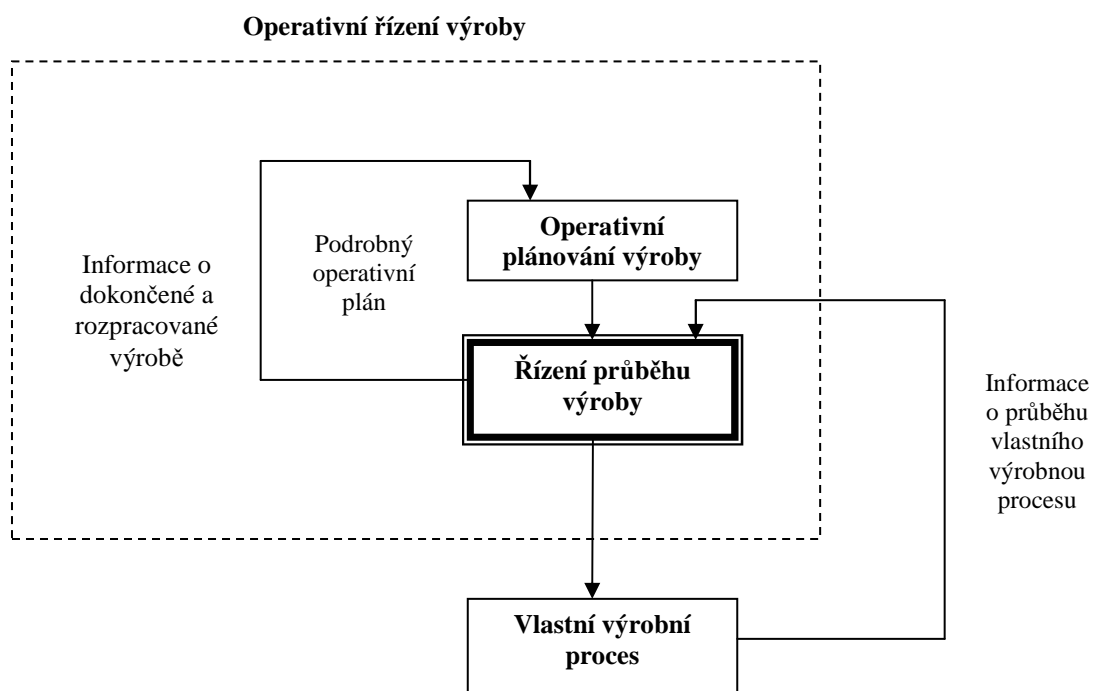 Operativní řízení výroby
Operativní
plánování výroby
Podrobný
operativní
plán
Informace o
dokončené a
rozpracované
výrobě
Řízení průběhu
výroby
Informace
o průběhu
vlastního
výrobnou
procesu
Vlastní výrobní
proces